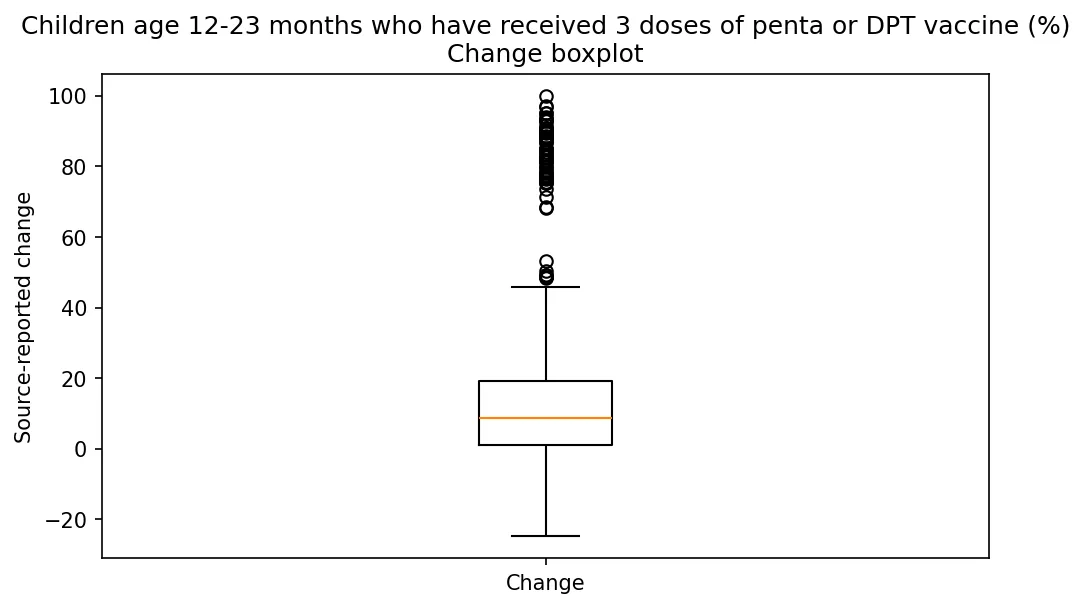 Children age 12-23 months who have received 3 doses of penta or DPT vaccine (%)
Change boxplot
Source-reported change
100
80
60
40
20
0
−20
Change